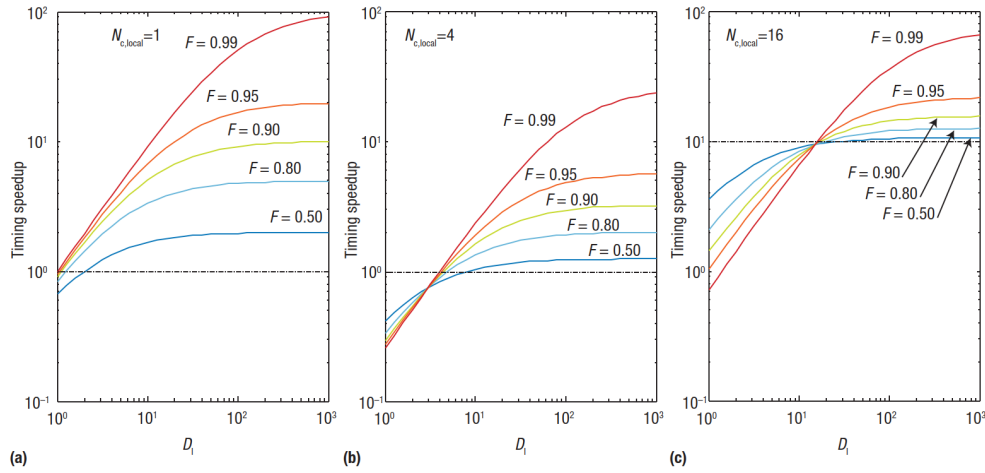 10²
10¹
10⁰
10⁻¹
Timing speedup
N_c,local=1
F = 0.99
F = 0.95
F = 0.90
F = 0.80
F = 0.50
10⁰ 10¹ 10² 10³
D_l
(a)
10²
10¹
10⁰
10⁻¹
Timing speedup
N_c,local=4
F = 0.99
F = 0.95
F = 0.90
F = 0.80
F = 0.50
10⁰ 10¹ 10² 10³
D_l
(b)
10²
10¹
10⁰
10⁻¹
Timing speedup
N_c,local=16
F = 0.99
F = 0.95
F = 0.90
F = 0.80
F = 0.50
10⁰ 10¹ 10² 10³
D_l
(c)